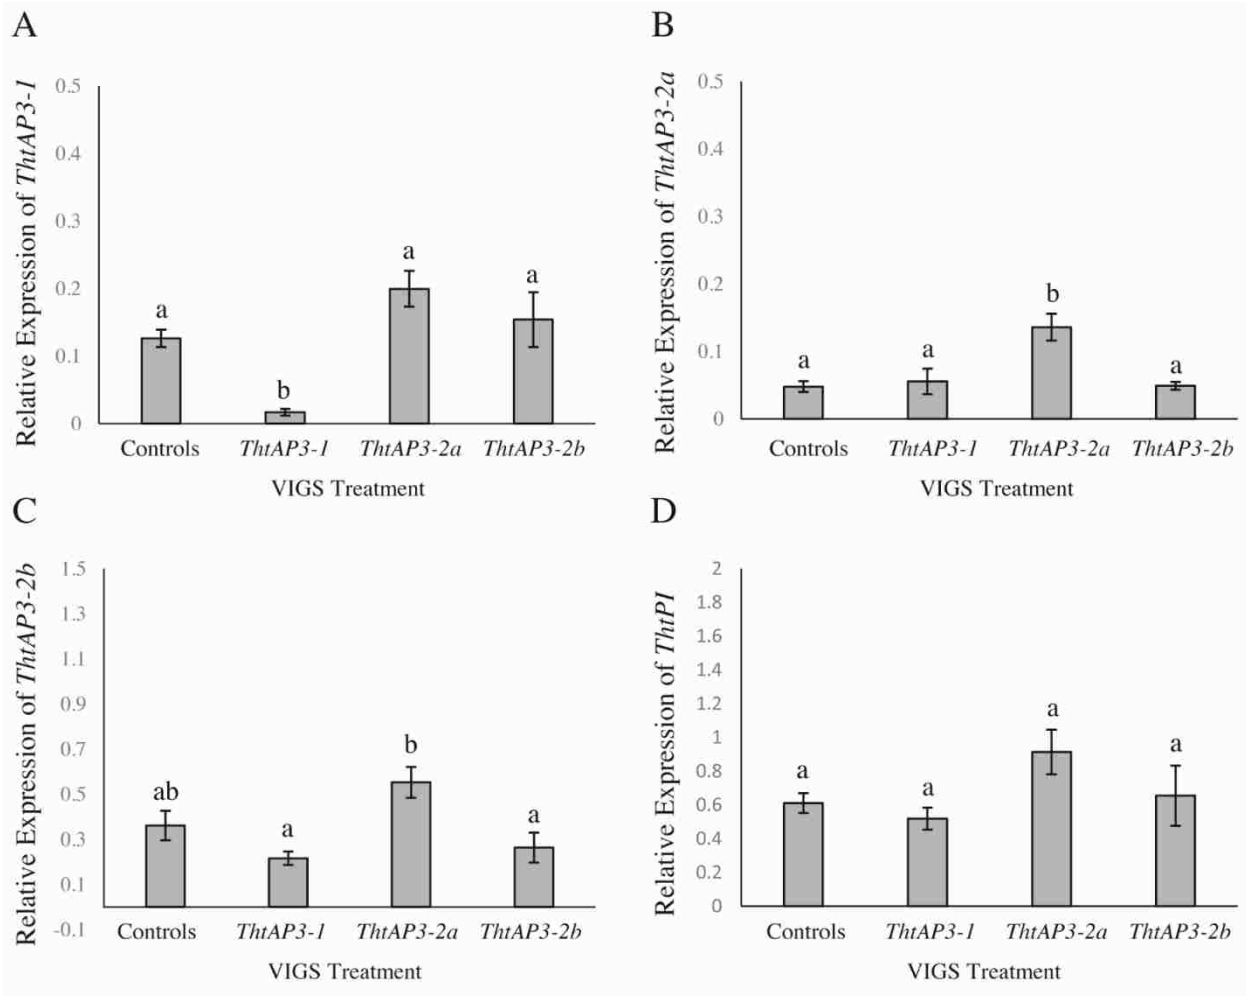 A
Relative Expression of ThtAP3-1
0.5
0.4
0.3
0.2
0.1
0
a
b
a
a
Controls ThtAP3-1 ThtAP3-2a ThtAP3-2b
VIGS Treatment
B
Relative Expression of ThtAP3-2a
0.5
0.4
0.3
0.2
0.1
0
a
a
b
a
Controls ThtAP3-1 ThtAP3-2a ThtAP3-2b
VIGS Treatment
C
Relative Expression of ThtAP3-2b
1.5
1.3
1.1
0.9
0.7
0.5
0.3
0.1
-0.1
ab
a
b
a
Controls ThtAP3-1 ThtAP3-2a ThtAP3-2b
VIGS Treatment
D
Relative Expression of ThtPI
2
1.8
1.6
1.4
1.2
1
0.8
0.6
0.4
0.2
0
a
a
a
a
Controls ThtAP3-1 ThtAP3-2a ThtAP3-2b
VIGS Treatment